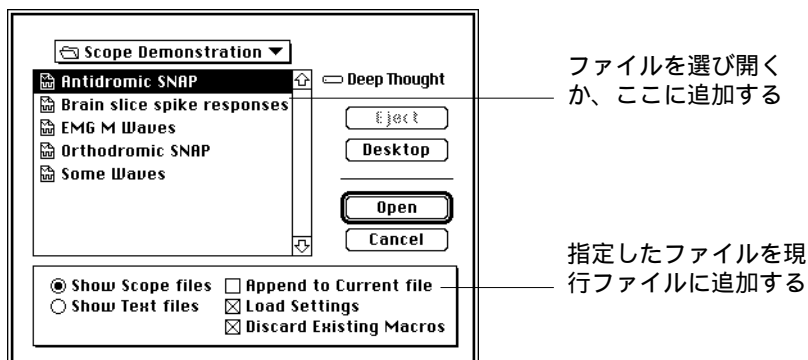 Scope Demonstration
Antidromic SNAP
Brain slice spike responses
EMG M Waves
Orthodromic SNAP
Some Waves
Deep Thought
Eject
Desktop
Open
Cancel
Show Scope files
Show Text files
Append to Current file
Load Settings
Discard Existing Macros
ファイルを選び開く
か、ここに追加する
指定したファイルを現
行ファイルに追加する